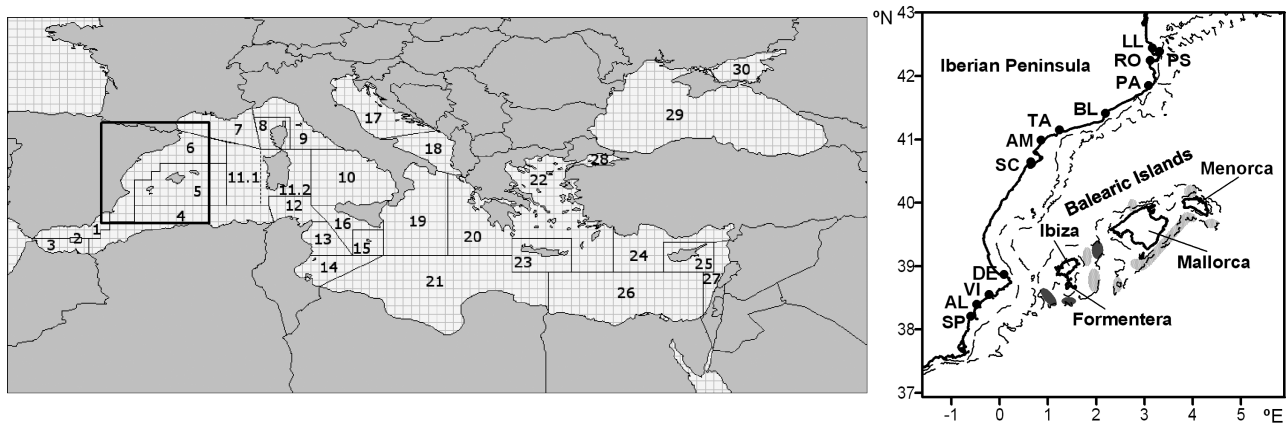 30
29
17
7
8
9
18
28
6
22
11.1
10
5
11.2
12
4
16
19
1
13
20
24
3
2
15
23
25
14
27
21
26
ºN
43
LL
RO
PS
Iberian Peninsula
42
PA
BL
TA
41
AM
SC
Menorca
Balearic Islands
40
Ibiza
Mallorca
39
DE
VI
AL
Formentera
SP
38
37
-1
0
1
2
3
4
5
ºE